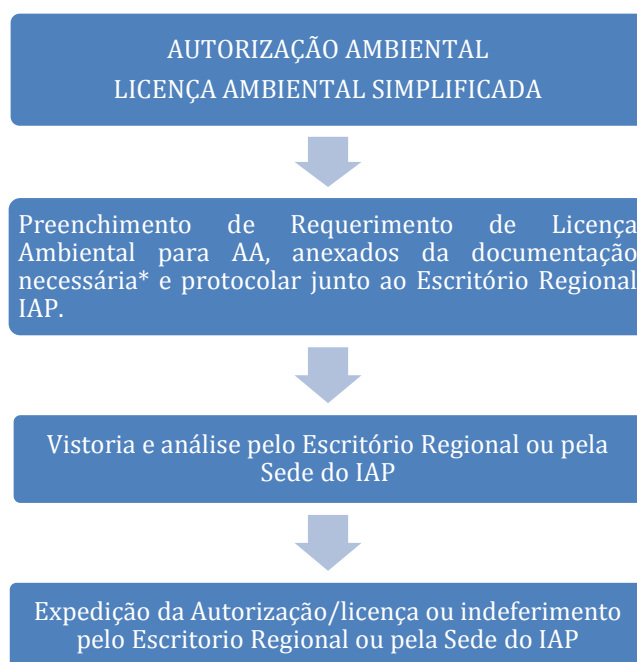 AUTORIZAÇÃO AMBIENTAL
LICENÇA AMBIENTAL SIMPLIFICADA
Preenchimento de Requerimento de Licença
Ambiental para AA, anexados da documentação
necessária* e protocolar junto ao Escritório Regional
IAP.
Vistoria e análise pelo Escritório Regional ou pela
Sede do IAP
Expedição da Autorização/licença ou indeferimento
pelo Escritorio Regional ou pela Sede do IAP